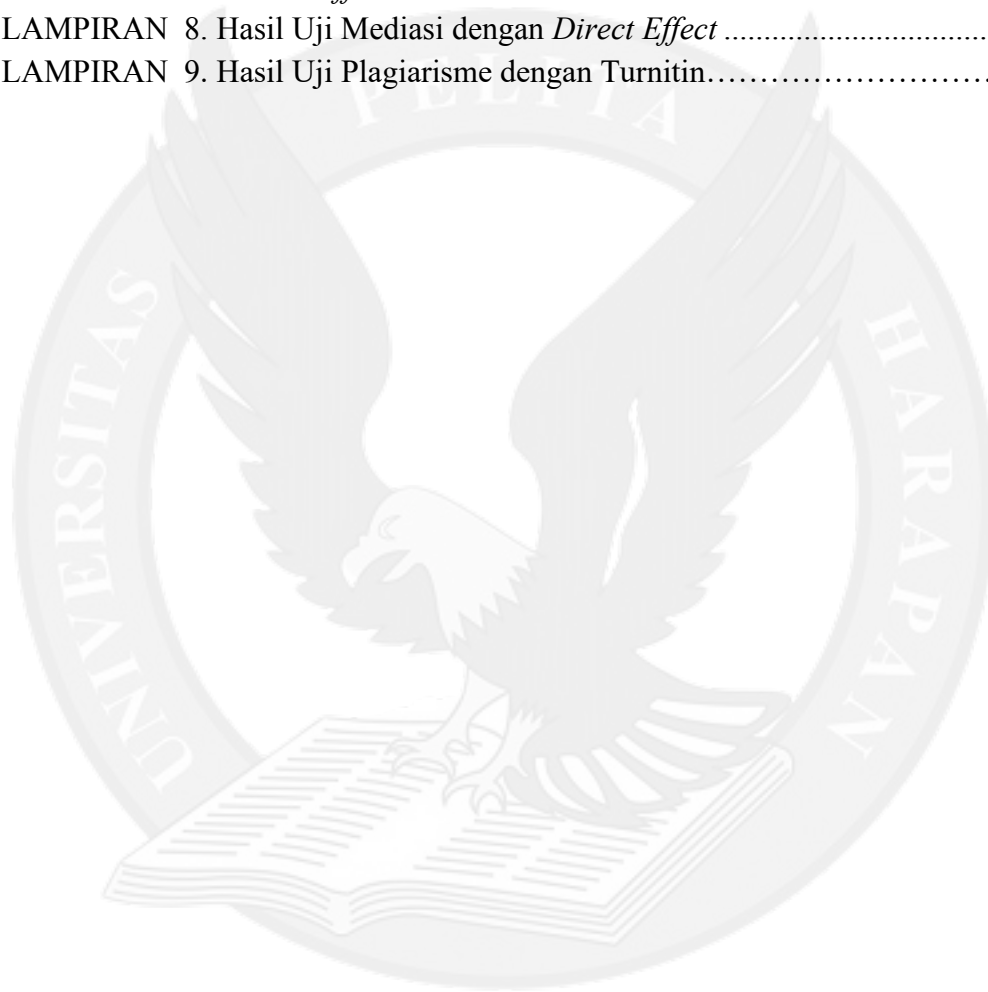 LAMPIRAN 8. Hasil Uji Mediasi dengan Direct Effect .................................
LAMPIRAN 9. Hasil Uji Plagiarisme dengan Turnitin...........................
UNIVERSITAS PELITA HARAPAN